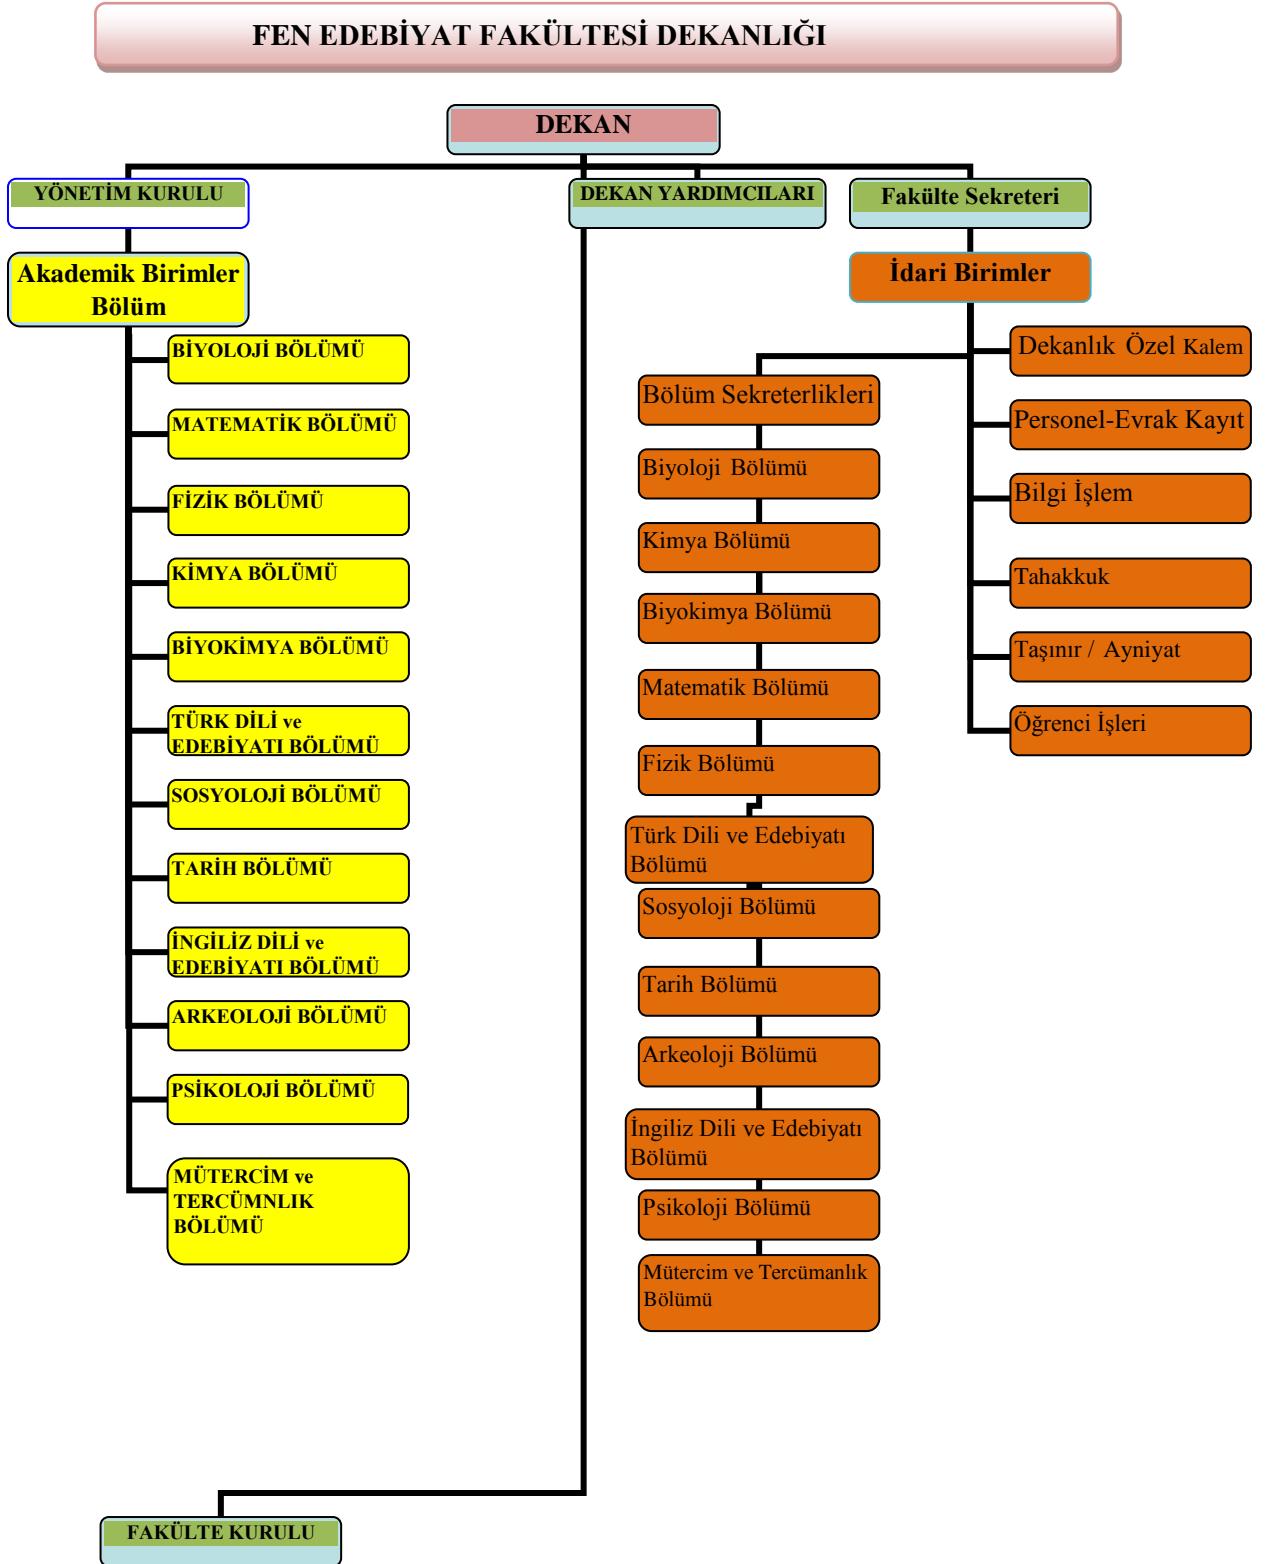 FEN EDEBİYAT FAKÜLTESİ DEKANLIĞI
DEKAN
YÖNETİM KURULU
DEKAN YARDIMCILARI
Fakülte Sekreteri
Akademik Birimler
Bölüm
BİYOLOJİ BÖLÜMÜ
MATEMATİK BÖLÜMÜ
FİZİK BÖLÜMÜ
KİMYA BÖLÜMÜ
BİYOKİMYA BÖLÜMÜ
TÜRK DİLİ ve
EDEBİYATI BÖLÜMÜ
SOSYOLOJİ BÖLÜMÜ
TARİH BÖLÜMÜ
İNGİLİZ DİLİ ve
EDEBİYATI BÖLÜMÜ
ARKEOLOJİ BÖLÜMÜ
PSİKOLOJİ BÖLÜMÜ
MÜTERCİM ve
TERCÜMNLIK
BÖLÜMÜ
İdari Birimler
Bölüm Sekreterlikleri
Biyoloji Bölümü
Kimya Bölümü
Biyokimya Bölümü
Matematik Bölümü
Fizik Bölümü
Türk Dili ve Edebiyatı
Bölümü
Sosyoloji Bölümü
Tarih Bölümü
Arkeoloji Bölümü
İngiliz Dili ve Edebiyatı
Bölümü
Psikoloji Bölümü
Mütercim ve Tercümanlık
Bölümü
Dekanlık Özel Kalem
Personel-Evrak Kayıt
Bilgi İşlem
Tahakkuk
Taşınır / Ayniyat
Öğrenci İşleri
FAKÜLTE KURULU